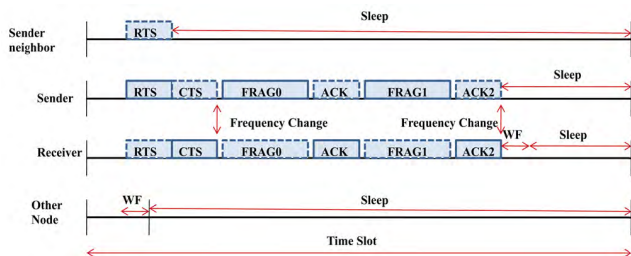 Sleep
Sender
neighbor
RTS
Sleep
Sender
RTS CTS FRAG0 ACK FRAG1 ACK2
Frequency Change Frequency Change
WF Sleep
Receiver
RTS CTS FRAG0 ACK FRAG1 ACK2
Other
Node
WF Sleep
Time Slot